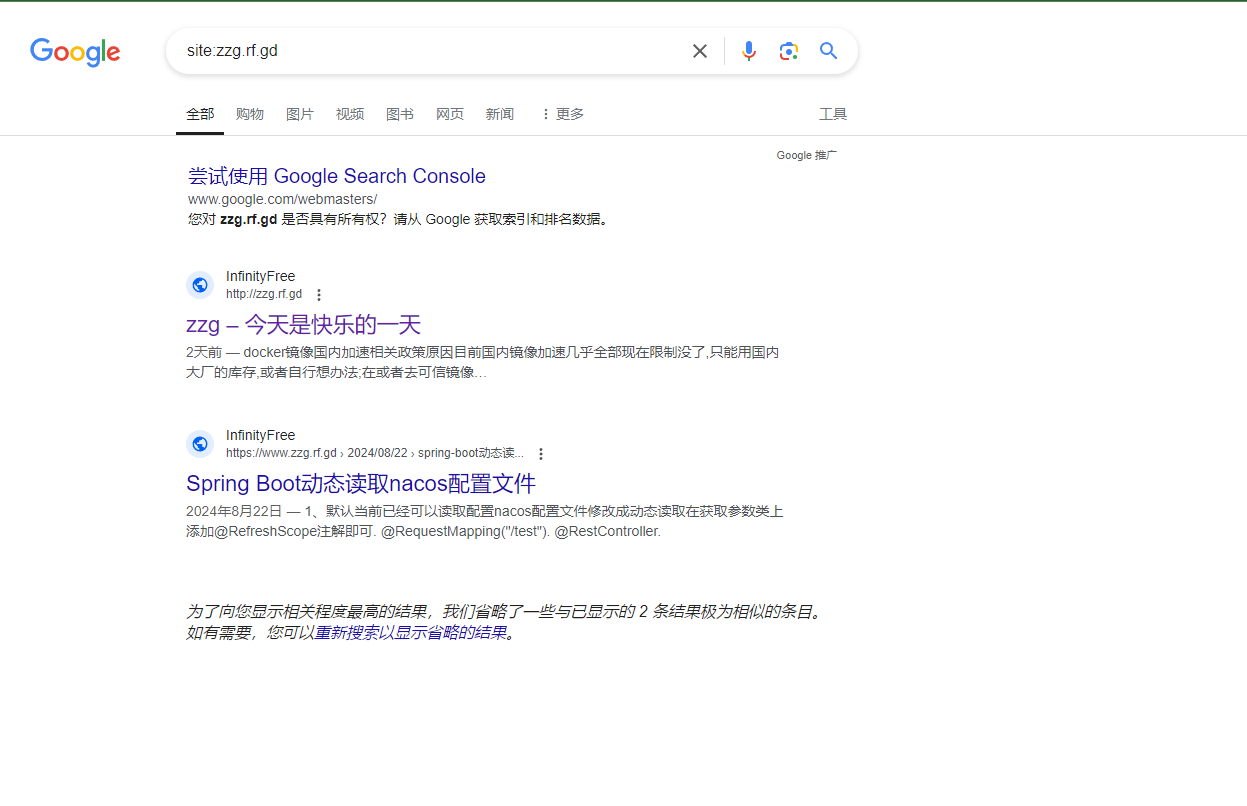 Google
site:zzg.rf.gd
全部 购物 图片 视频 图书 网页 新闻 更多 工具
Google 推广
尝试使用 Google Search Console
www.google.com/webmasters/
您对 zzg.rf.gd 是否具有所有权？请从 Google 获取索引和排名数据。
InfinityFree
http://zzg.rf.gd
zzg – 今天是快乐的一天
2天前 — docker镜像国内加速相关政策原因目前国内镜像加速几乎全部现在限制没了,只能用国内
大厂的库存,或者自行想办法;在或者去可信镜像…
InfinityFree
https://www.zzg.rf.gd › 2024/08/22 › spring-boot动态读...
Spring Boot动态读取nacos配置文件
2024年8月22日 — 1、默认当前已经可以读取配置nacos配置文件修改成动态读取在获取参数类上
添加@RefreshScope注解即可. @RequestMapping("/test"). @RestController.
为了向您显示相关程度最高的结果，我们省略了一些与已显示的 2 条结果极为相似的条目。
如有需要，您可以重新搜索以显示省略的结果。